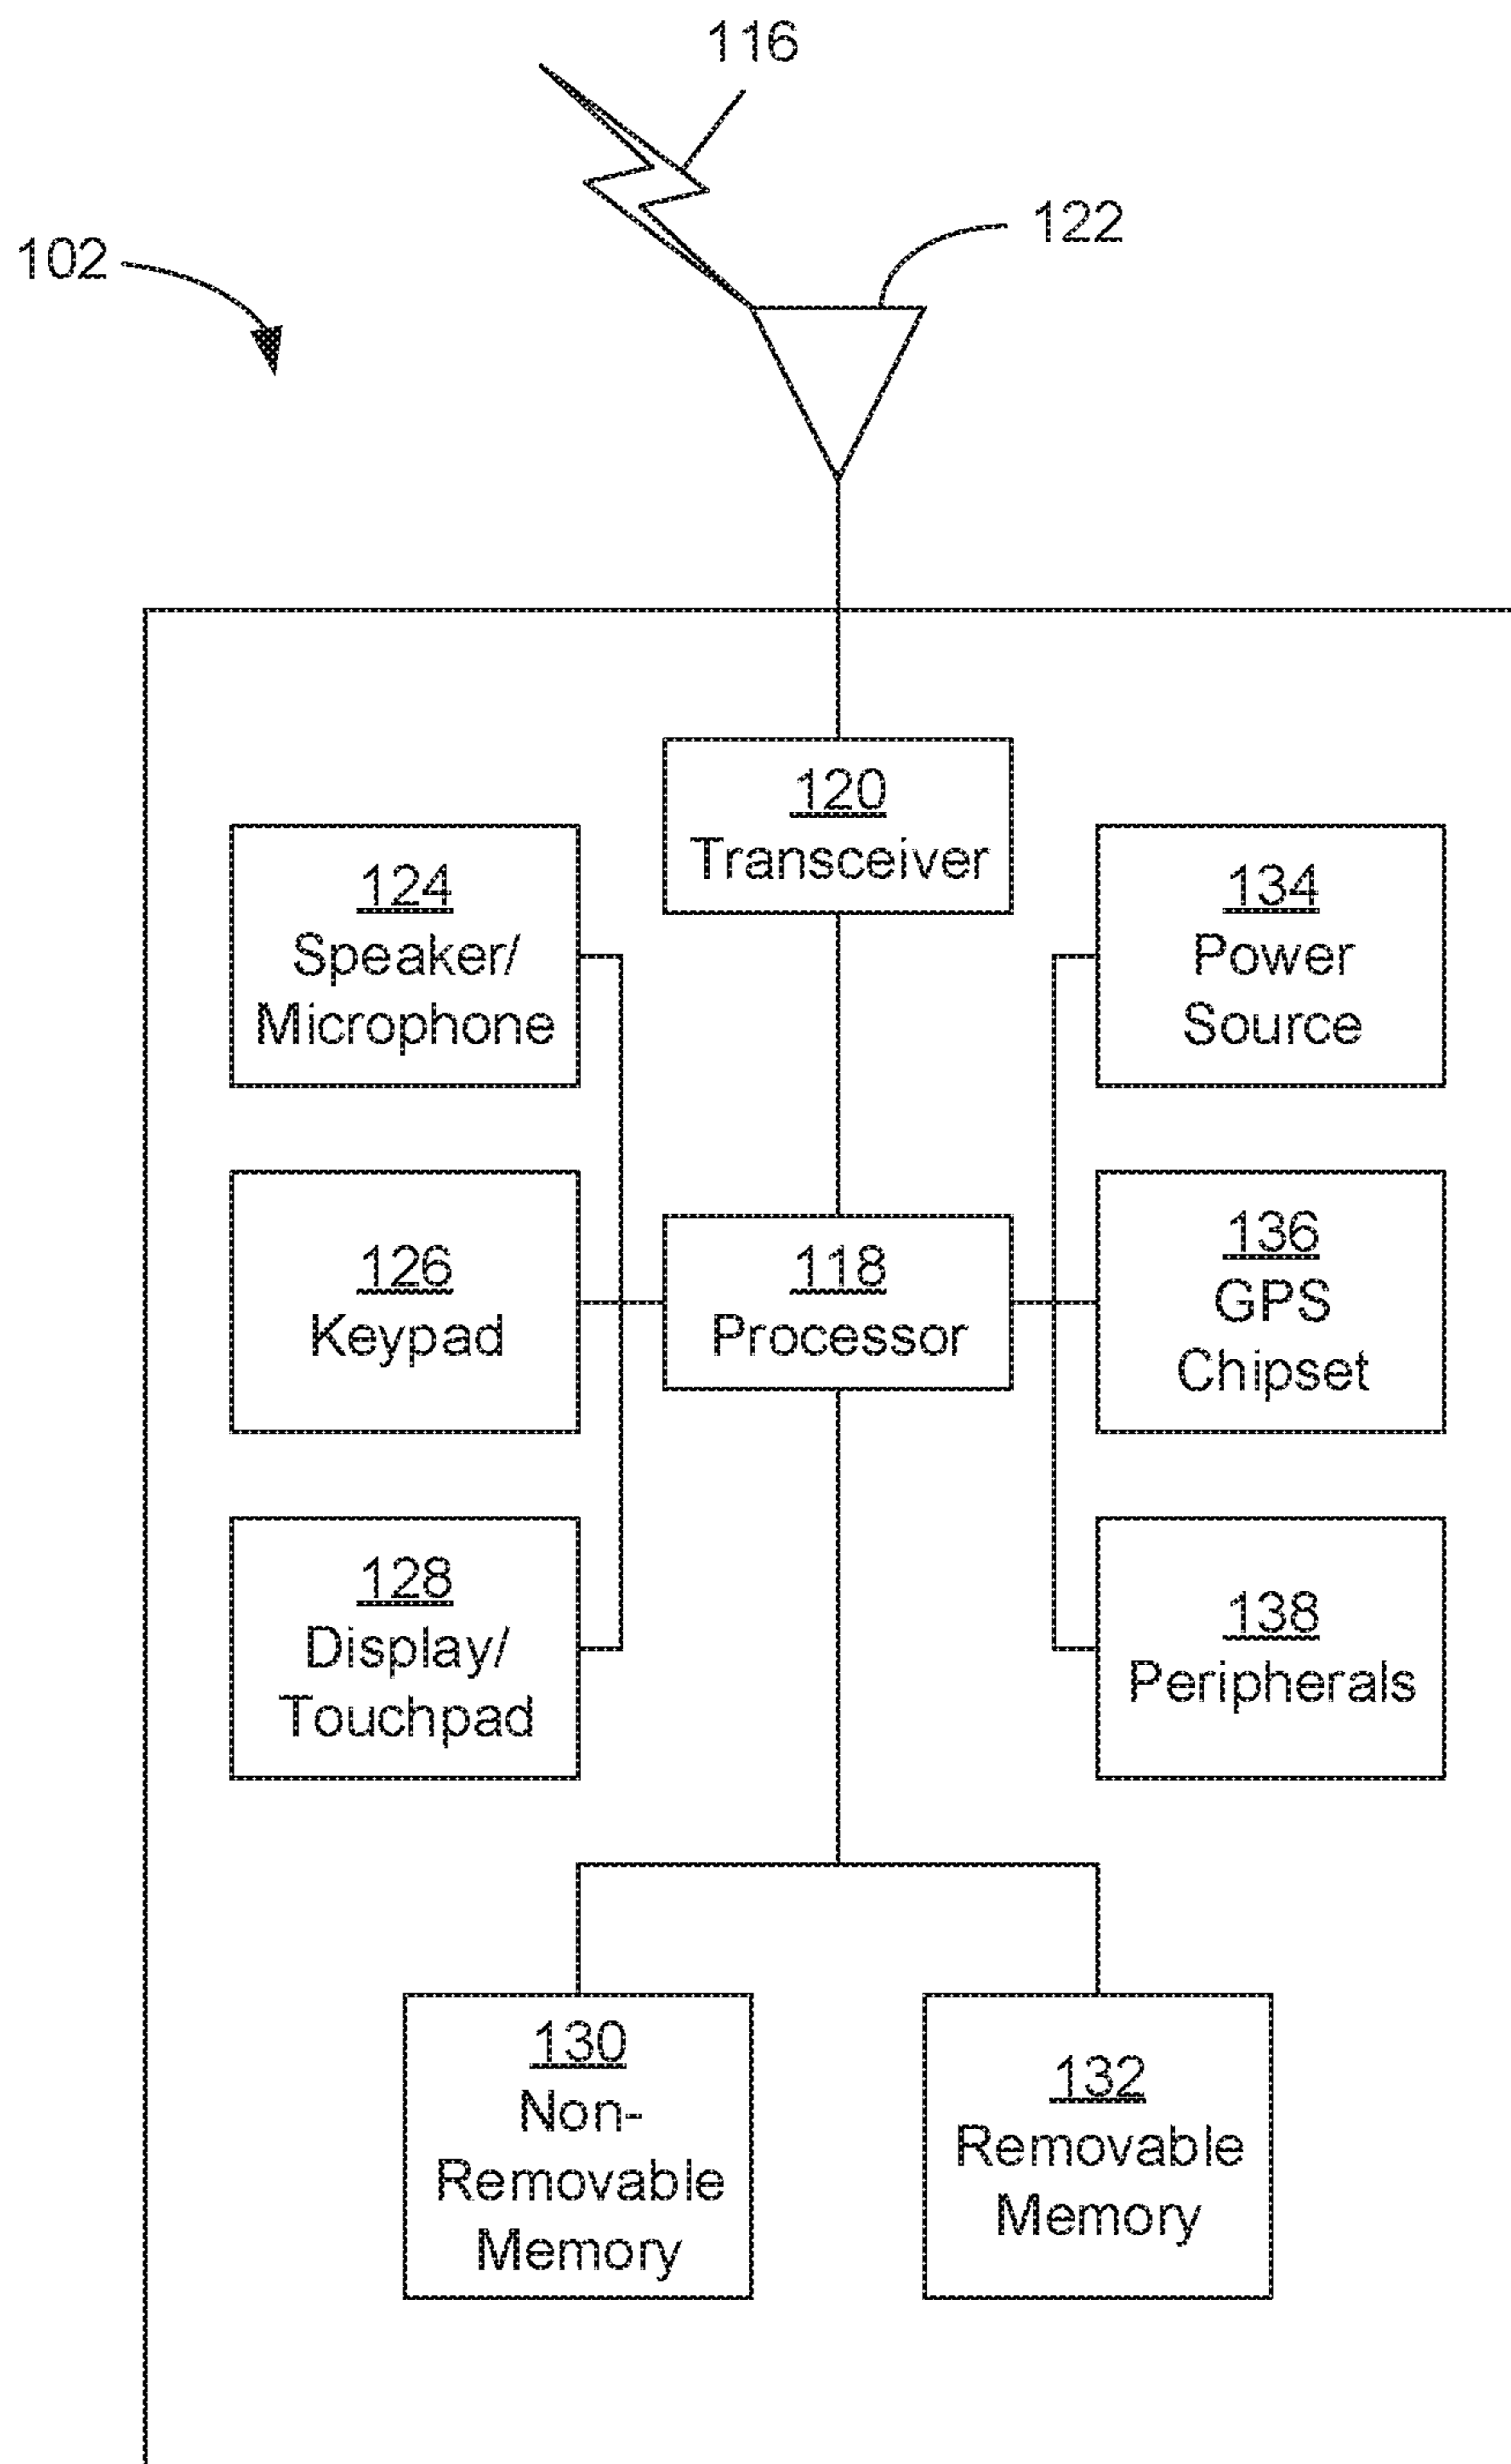 116
122
102
120
Transceiver
124
Speaker/
Microphone
134
Power
Source
126
Keypad
118
Processor
136
GPS
Chipset
128
Display/
Touchpad
138
Peripherals
130
Non-
Removable
Memory
132
Removable
Memory